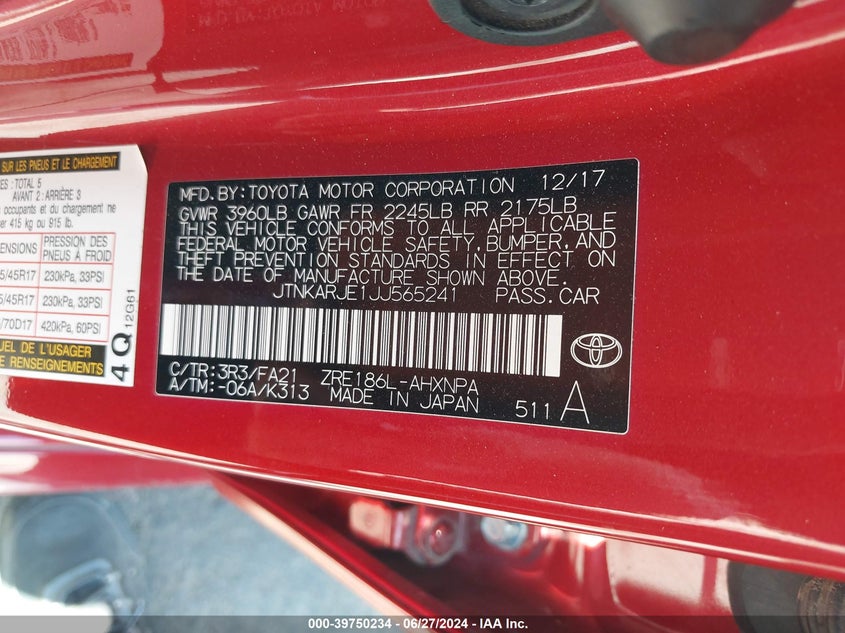 SUR LES PNEUS ET LE CHARGEMENT
: TOTAL 5
AVANT 2: ARRIÈRE 3
occupants et du chargement
er 415 kg ou 915 lb.
ENSIONS PRESSION DES PNEUS À FROID
5/45R17 230kPa, 33PSI
5/45R17 230kPa, 33PSI
/70D17 420kPa, 60PSI
UEL DE L'USAGER
DE RENSEIGNEMENTS
4Q 12G61
MFD. BY: TOYOTA MOTOR CORPORATION 12/17
GVWR 3960LB GAWR FR 2245LB RR 2175LB
THIS VEHICLE CONFORMS TO ALL APPLICABLE
FEDERAL MOTOR VEHICLE SAFETY, BUMPER, AND
THEFT PREVENTION STANDARDS IN EFFECT ON
THE DATE OF MANUFACTURE SHOWN ABOVE.
JTNKARJE1JJ565241 PASS. CAR
C/TR: 3R3/FA21 ZRE186L-AHXNPA
A/TM: -06A/K313 MADE IN JAPAN
511 A
000-39750234 - 06/27/2024 - IAA Inc.